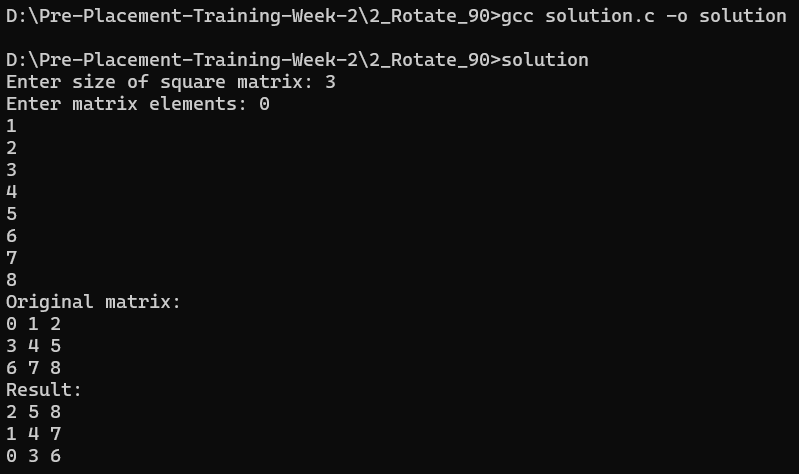 D:\Pre-Placement-Training-Week-2\2_Rotate_90>gcc solution.c -o solution
D:\Pre-Placement-Training-Week-2\2_Rotate_90>solution
Enter size of square matrix: 3
Enter matrix elements: 0
1
2
3
4
5
6
7
8
Original matrix:
0 1 2
3 4 5
6 7 8
Result:
2 5 8
1 4 7
0 3 6